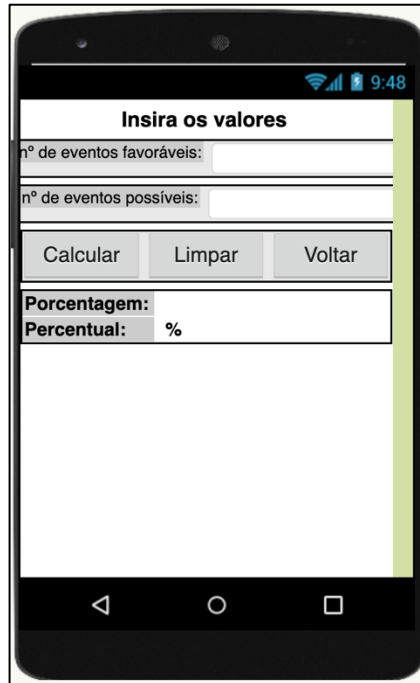 9:48
Insira os valores
nº de eventos favoráveis:
nº de eventos possíveis:
Calcular Limpar Voltar
Porcentagem:
Percentual: %